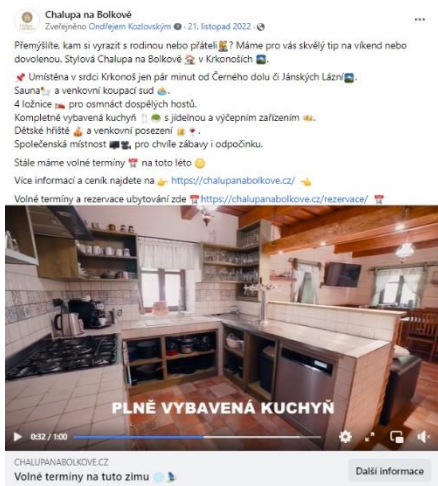 Chalupa na Bolkově
Zveřejněno Ondřejem Kozlovským · 21. listopad 2022 ·
Přemýšlíte, kam si vyrazit s rodinou nebo přáteli? Máme pro vás skvělý tip na víkend nebo
dovolenou. Stylová Chalupa na Bolkově v Krkonoších.
Umístěna v srdci Krkonoš jen pár minut od Černého dolu či Jánských Lázní.
Sauna a venkovní koupací sud.
4 ložnice pro osmnáct dospělých hostů.
Kompletně vybavená kuchyň s jídelnou a výčepním zařízením.
Dětské hřiště a venkovní posezení.
Společenská místnost, pro chvíle zábavy i odpočinku.
Stále máme volné termíny na toto léto
Více informací a ceník najdete na https://chalupanabolkove.cz/
Volné termíny a rezervace ubytování zde https://chalupanabolkove.cz/rezervace/
PLNĚ VYBAVENÁ KUCHYŇ
0:32 / 1:00
CHALUPANABOLKOVE.CZ
Volné termíny na tuto zimu
Další informace